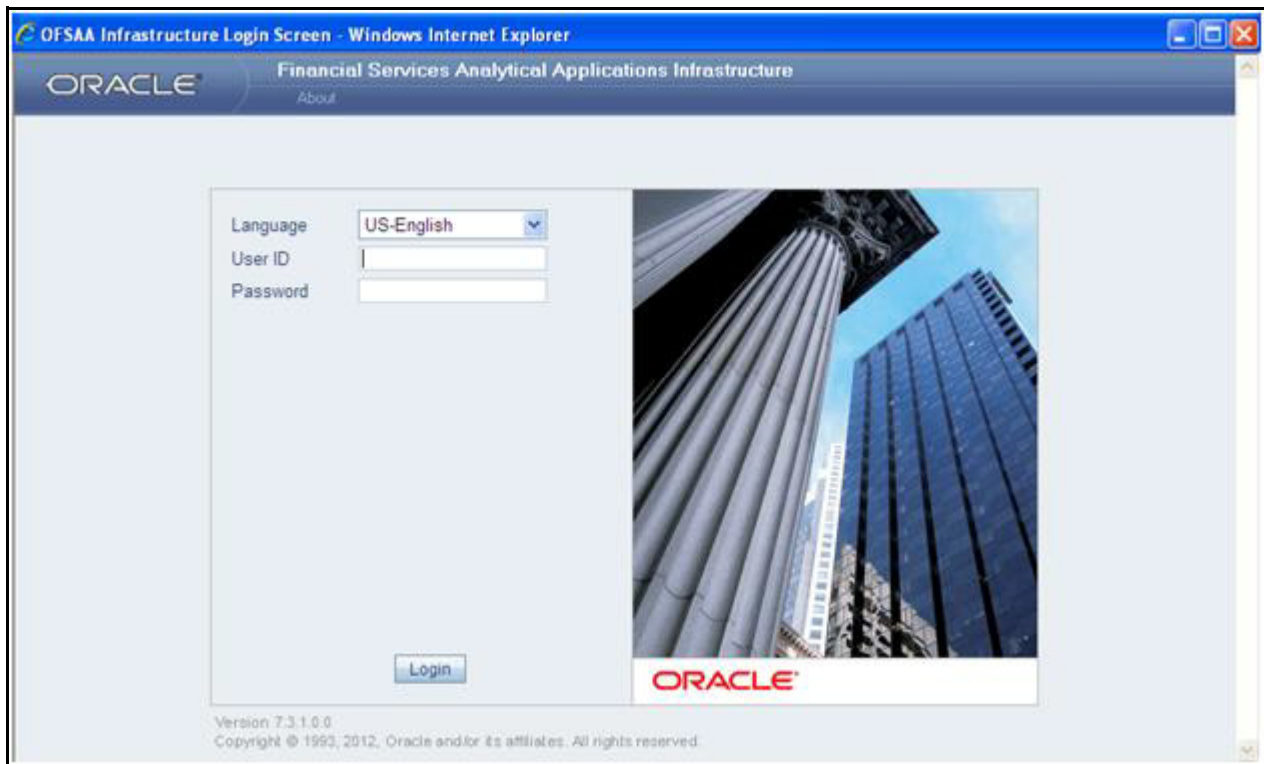 OFSAA Infrastructure Login Screen - Windows Internet Explorer
ORACLE®
Financial Services Analytical Applications Infrastructure
About
Language US-English
User ID
Password
Login
ORACLE®
Version 7.3.1.0.0
Copyright © 1993, 2012, Oracle and/or its affiliates. All rights reserved.